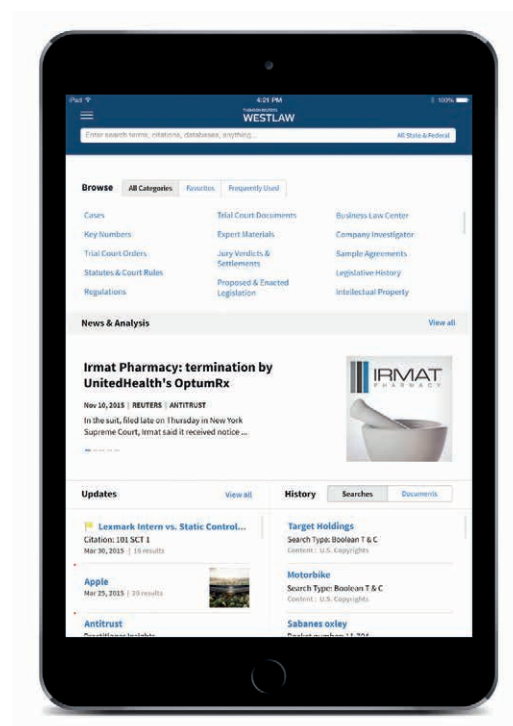 iPad 4:21 PM 100%
THOMSON REUTERS
WESTLAW
Enter search terms, citations, databases, anything... All State & Federal
Browse All Categories Favorites Frequently Used
Cases Trial Court Documents Business Law Center
Key Numbers Expert Materials Company Investigator
Trial Court Orders Jury Verdicts & Settlements Sample Agreements
Statutes & Court Rules Proposed & Enacted Legislation Legislative History
Regulations Intellectual Property
News & Analysis View all
Irmat Pharmacy: termination by
UnitedHealth's OptumRx
Nov 10, 2015 | REUTERS | ANTITRUST
In the suit, filed late on Thursday in New York
Supreme Court, Irmat said it received notice ...
IRMAT
PHARMACY
Updates View all
Lexmark Intern vs. Static Control...
Citation: 101 SCT 1
Mar 30, 2015 | 16 results
Apple
Mar 25, 2015 | 20 results
Antitrust
Practitioner Insights
History Searches Documents
Target Holdings
Search Type: Boolean T & C
Content : U.S. Copyrights
Motorbike
Search Type: Boolean T & C
Content : U.S. Copyrights
Sabanes oxley
Docket number: 11-704